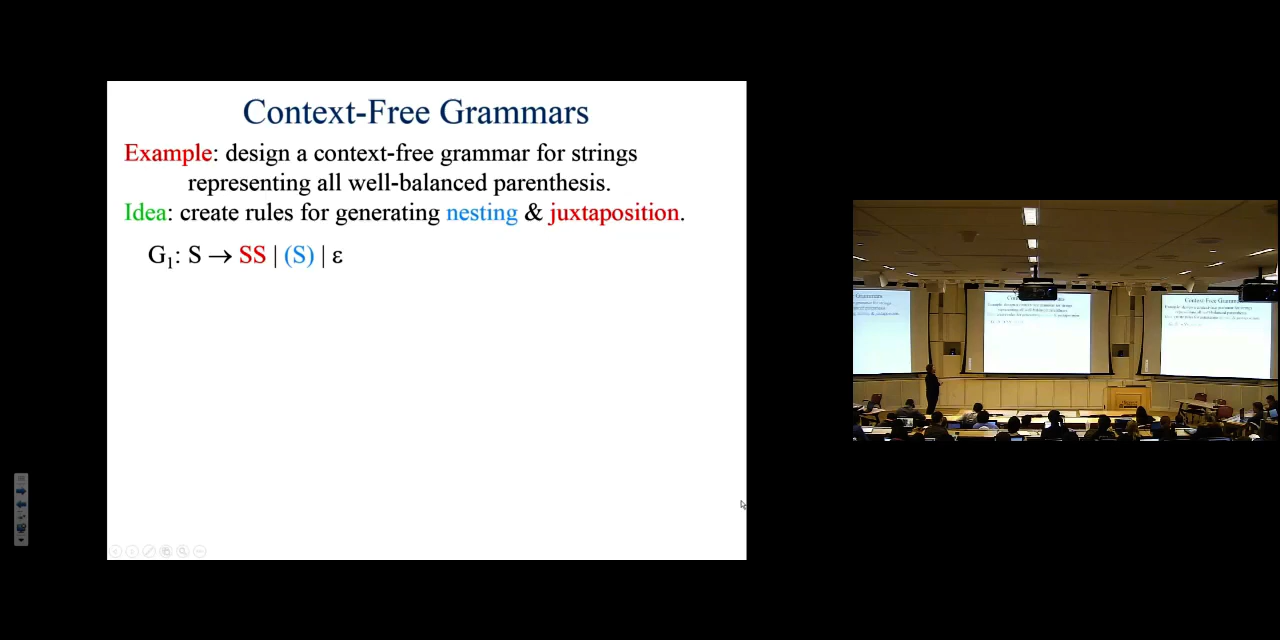 Context-Free Grammars
Example: design a context-free grammar for strings
representing all well-balanced parenthesis.
Idea: create rules for generating nesting & juxtaposition.
G₁: S → SS | (S) | ε